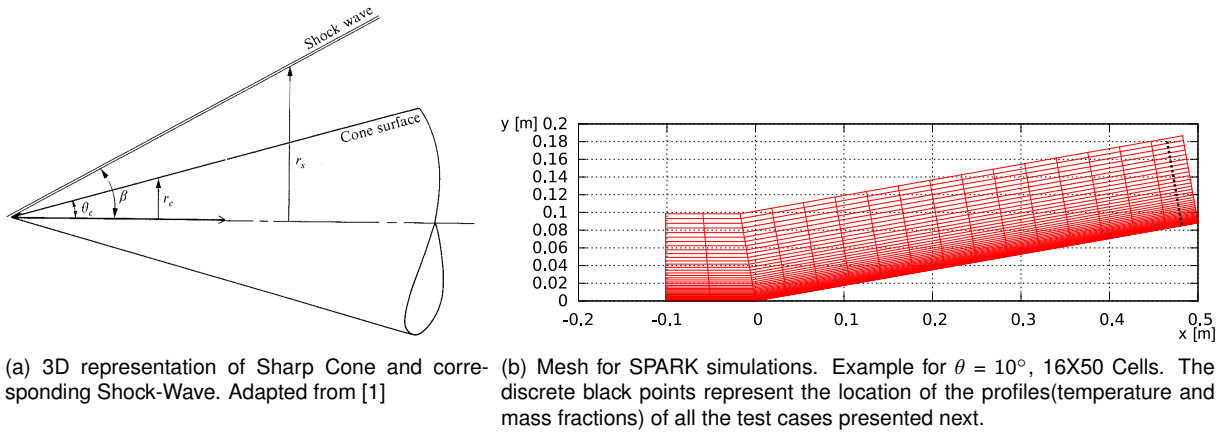 Shock wave
Cone surface
θc
β
rc
rs
y [m]
0.2
0.18
0.16
0.14
0.12
0.1
0.08
0.06
0.04
0.02
0
-0.2
-0.1
0
0.1
0.2
0.3
0.4
0.5
x [m]
(a) 3D representation of Sharp Cone and corre-
sponding Shock-Wave. Adapted from [1]
(b) Mesh for SPARK simulations. Example for θ = 10°, 16X50 Cells. The
discrete black points represent the location of the profiles(temperature and
mass fractions) of all the test cases presented next.